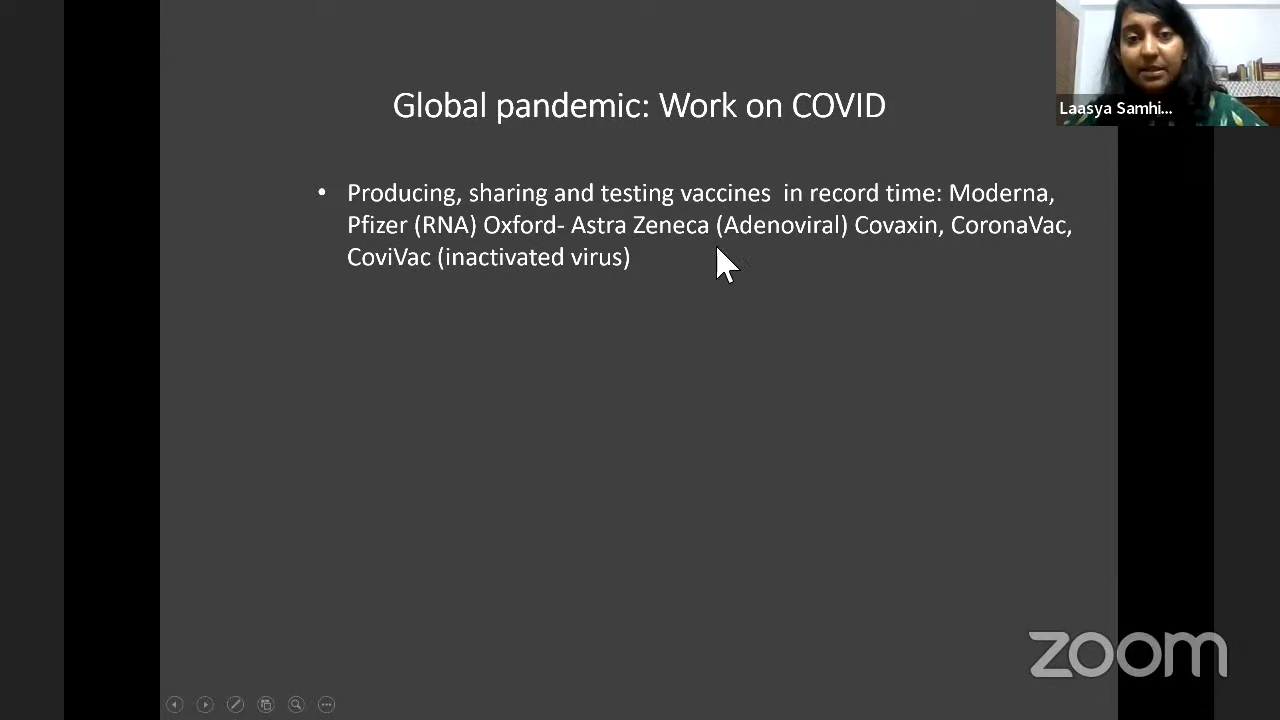 Global pandemic: Work on COVID
Laasya Samhi...
• Producing, sharing and testing vaccines  in record time: Moderna,
Pfizer (RNA) Oxford- Astra Zeneca (Adenoviral) Covaxin, CoronaVac,
CoviVac (inactivated virus)
zoom